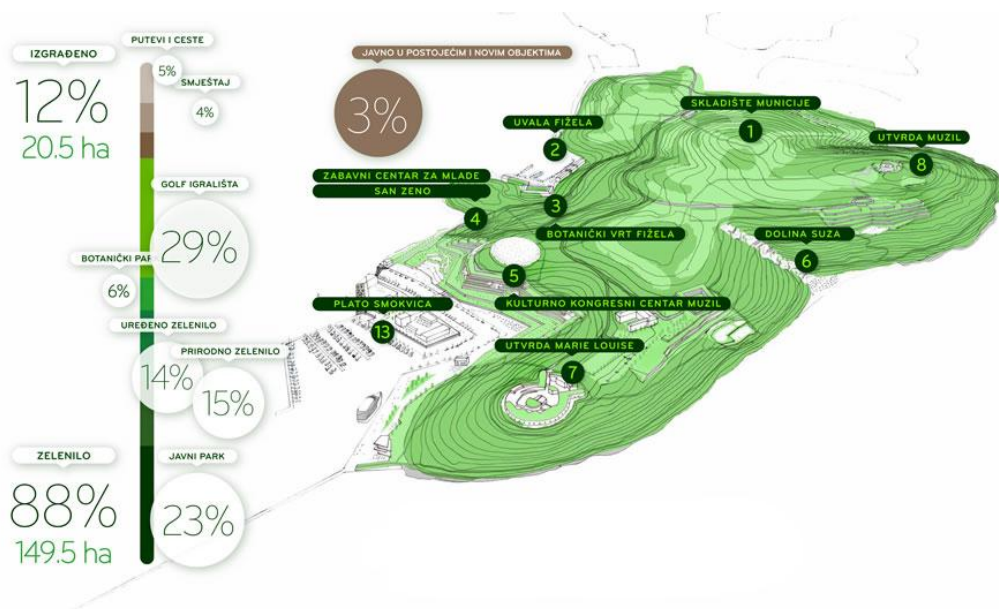 PUTEVI I CESTE
5%
IZGRAĐENO
12%
20.5 ha
SMJEŠTAJ
4%
JAVNO U POSTOJEĆIM I NOVIM OBJEKTIMA
3%
SKLADIŠTE MUNICIJE
1
UVALA FIŽELA
2
UTVRDA MUZIL
8
ZABAVNI CENTAR ZA MLADE
SAN ZENO
3
4
GOLF IGRALIŠTA
29%
BOTANIČKI VRT FIŽELA
DOLINA SUZA
6
BOTANIČKI PAR
6%
5
PLATO SMOKVICA
13
KULTURNO KONGRESNI CENTAR MUZIL
UREĐENO ZELENILO
14%
PRIRODNO ZELENILO
15%
UTVRDA MARIE LOUISE
7
ZELENILO
88%
149.5 ha
JAVNI PARK
23%